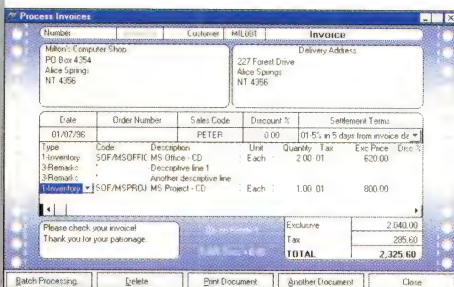 Process Invoices
Number Customer MIL001 Invoice
Milton's Computer Shop
PO Box 4354
Alice Springs
NT 4356
Delivery Address
227 Forest Drive
Alice Springs
NT 4356
Date Order Number Sales Code Discount % Settlement Terms
01/07/96 PETER 0.00 01-5% in 5 days from invoice da
Type Code Description Unit Quantity Tax Exc Price Disc %
1-Inventory SOF/MSOFFIC MS Office - CD Each 2.00 01 620.00
3-Remarks ' Descriptive line 1
3-Remarks ' Another descriptive line
1-Inventory SOF/MSPROJ MS Project - CD Each 1.00 01 800.00
Please check your invoice!
Thank you for your patronage.
Exclusive 2,040.00
Tax 285.60
TOTAL 2,325.60
Batch Processing... Delete Print Document Another Document Close